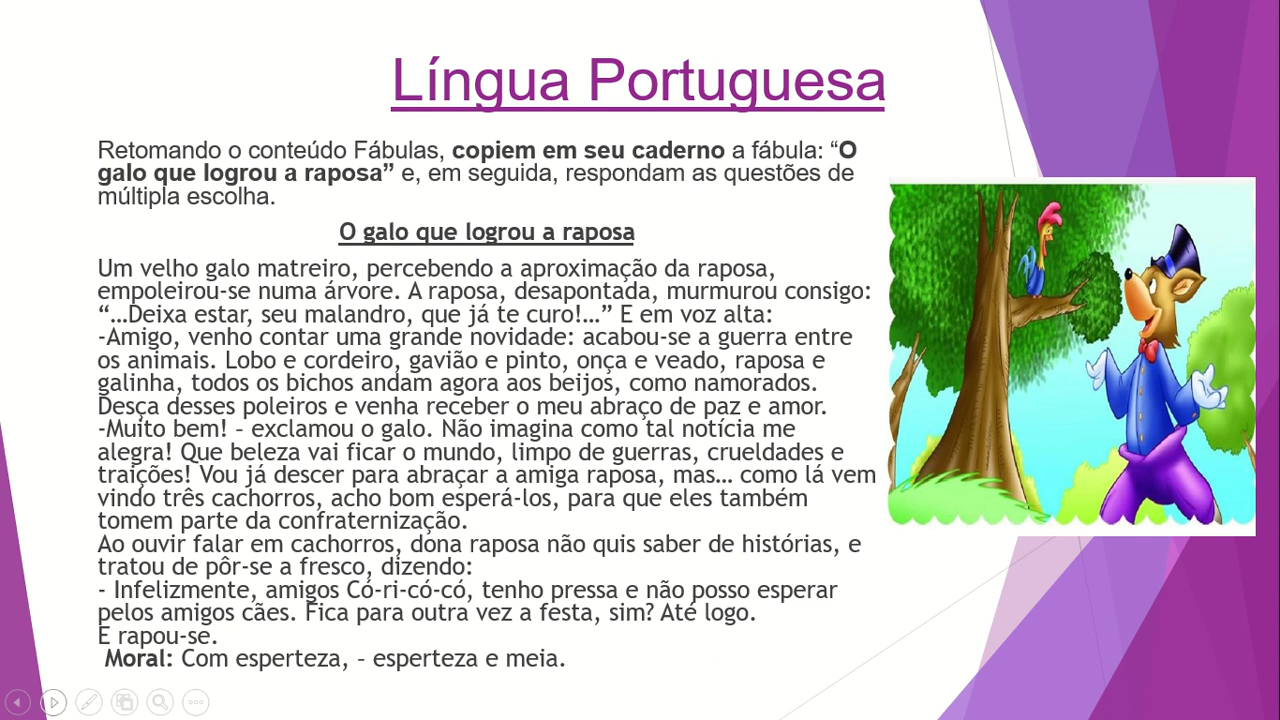 Língua Portuguesa
Retomando o conteúdo Fábulas, copiem em seu caderno a fábula: “O
galo que logrou a raposa” e, em seguida, respondam as questões de
múltipla escolha.
O galo que logrou a raposa
Um velho galo matreiro, percebendo a aproximação da raposa,
empoleirou-se numa árvore. A raposa, desapontada, murmurou consigo:
“…Deixa estar, seu malandro, que já te curo!…” E em voz alta:
-Amigo, venho contar uma grande novidade: acabou-se a guerra entre
os animais. Lobo e cordeiro, gavião e pinto, onça e veado, raposa e
galinha, todos os bichos andam agora aos beijos, como namorados.
Desça desses poleiros e venha receber o meu abraço de paz e amor.
-Muito bem! – exclamou o galo. Não imagina como tal notícia me
alegra! Que beleza vai ficar o mundo, limpo de guerras, crueldades e
traições! Vou já descer para abraçar a amiga raposa, mas… como lá vem
vindo três cachorros, acho bom esperá-los, para que eles também
tomem parte da confraternização.
Ao ouvir falar em cachorros, dona raposa não quis saber de histórias, e
tratou de pôr-se a fresco, dizendo:
- Infelizmente, amigos Có-ri-có-có, tenho pressa e não posso esperar
pelos amigos cães. Fica para outra vez a festa, sim? Até logo.
E rapou-se.
Moral: Com esperteza, – esperteza e meia.